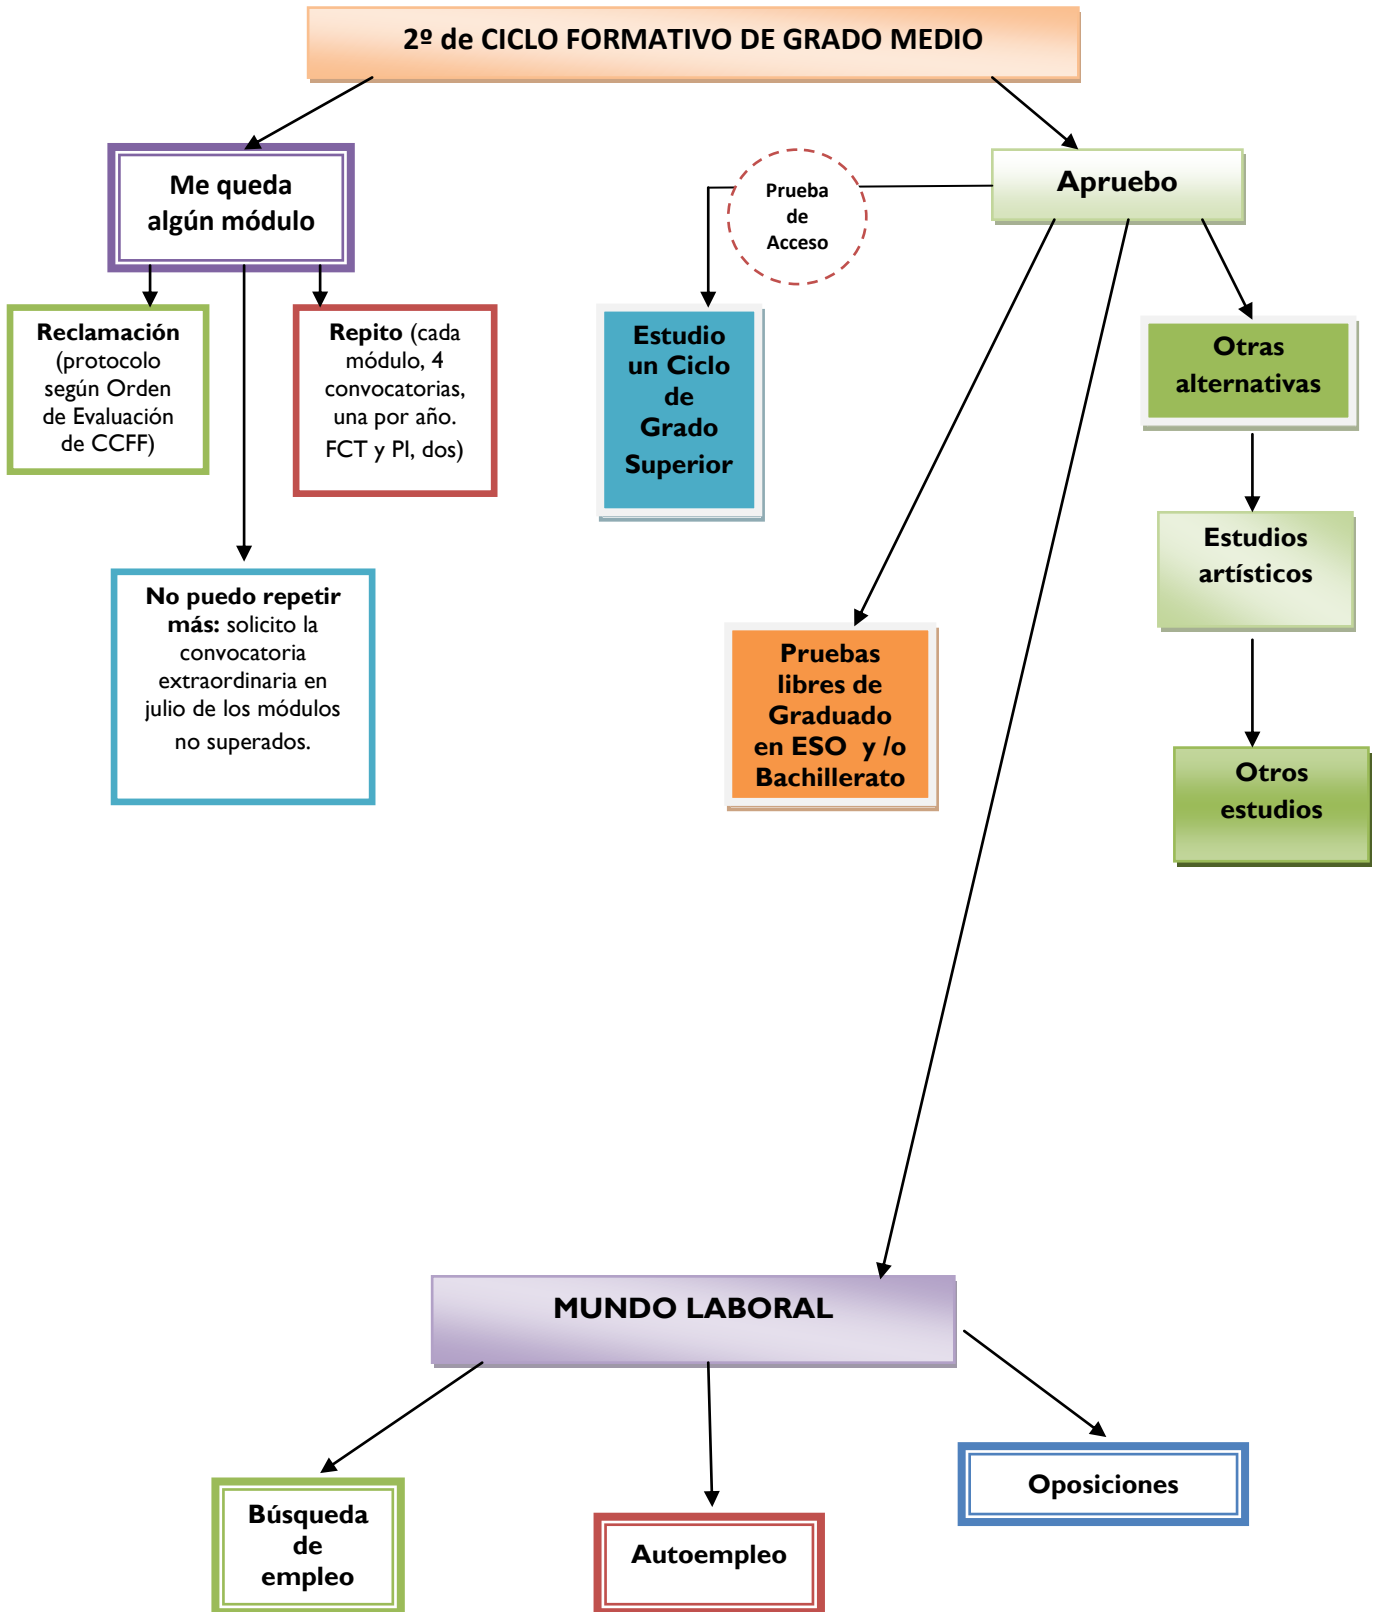 2º de CICLO FORMATIVO DE GRADO MEDIO
Me queda
algún módulo
Prueba
de
Acceso
Apruebo
Reclamación
(protocolo
según Orden
de Evaluación
de CCFF)
Repito (cada
módulo, 4
convocatorias,
una por año.
FCT y PI, dos)
Estudio
un Ciclo
de
Grado
Superior
Otras
alternativas
Estudios
artísticos
No puedo repetir
más: solicito la
convocatoria
extraordinaria en
julio de los módulos
no superados.
Pruebas
libres de
Graduado
en ESO y /o
Bachillerato
Otros
estudios
MUNDO LABORAL
Búsqueda
de
empleo
Autoempleo
Oposiciones